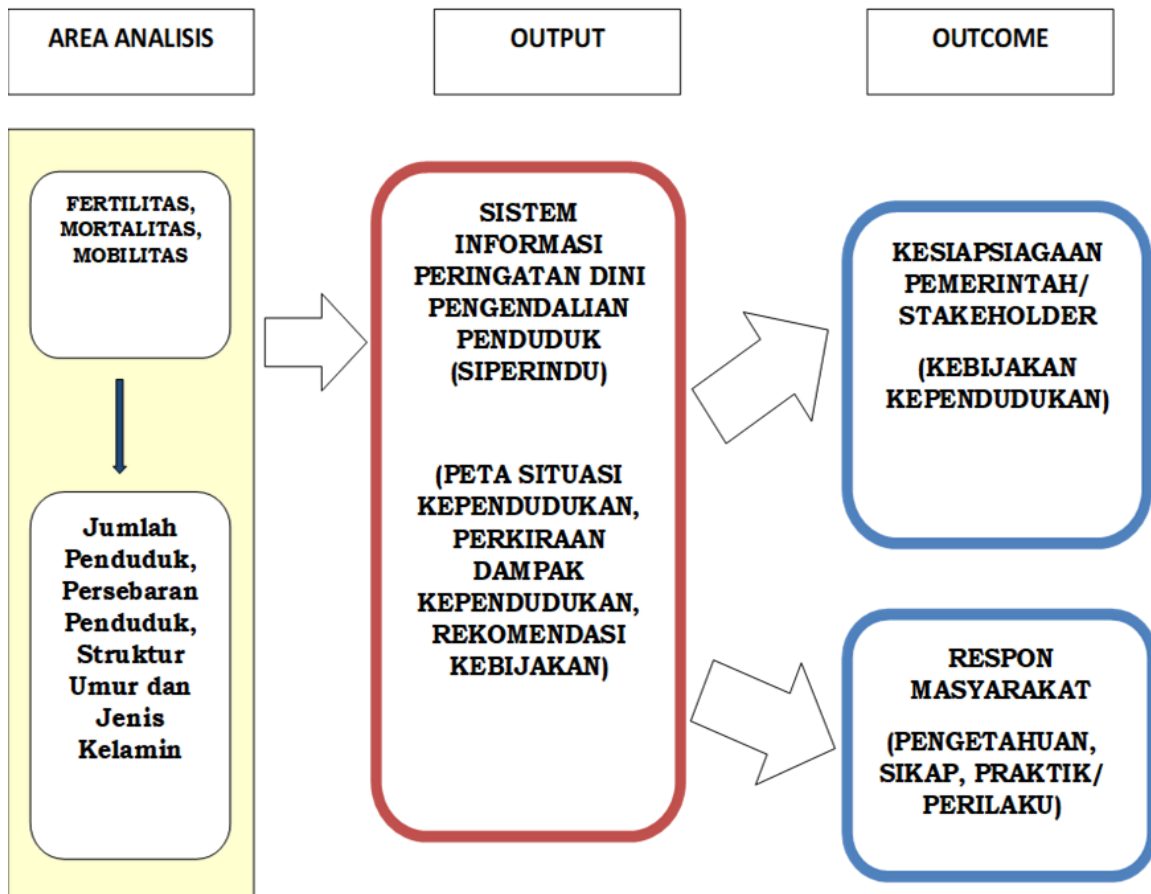 AREA ANALISIS
OUTPUT
OUTCOME
FERTILITAS,
MORTALITAS,
MOBILITAS
Jumlah
Penduduk,
Persebaran
Penduduk,
Struktur
Umur dan
Jenis
Kelamin
SISTEM
INFORMASI
PERINGATAN DINI
PENGENDALIAN
PENDUDUK
(SIPERINDU)
(PETA SITUASI
KEPENDUDUKAN,
PERKIRAAN
DAMPAK
KEPENDUDUKAN,
REKOMENDASI
KEBIJAKAN)
KESIAPSIAGAAN
PEMERINTAH/
STAKEHOLDER
(KEBIJAKAN
KEPENDUDUKAN)
RESPON
MASYARAKAT
(PENGETAHUAN,
SIKAP, PRAKTIK/
PERILAKU)